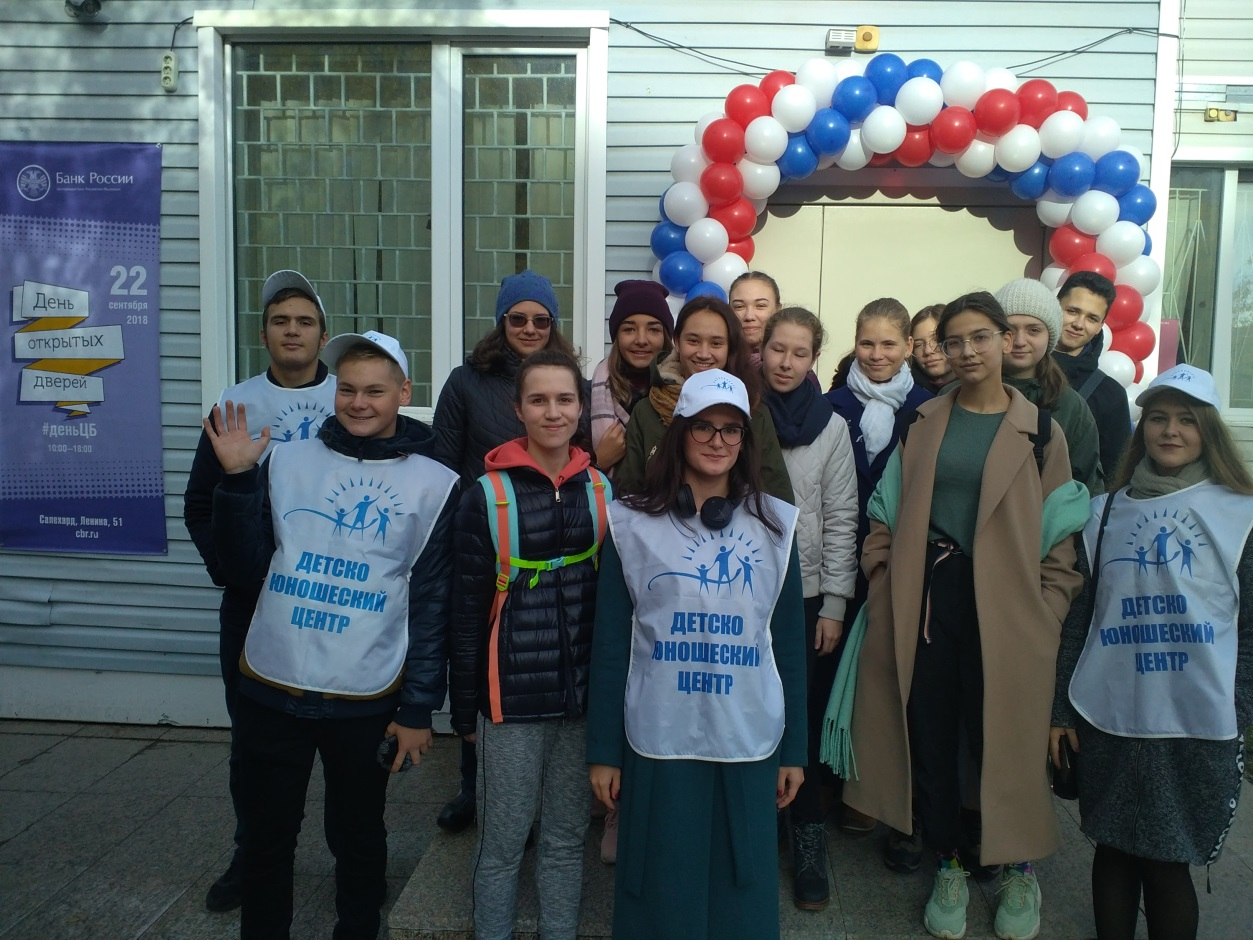 Банк России
22
сентября
2018
День
открытых
дверей
#деньЦБ
10:00–18:00
Салехард, Ленина, 51
cbr.ru
ДЕТСКО
ЮНОШЕСКИЙ
ЦЕНТР
ДЕТСКО
ЮНОШЕСКИЙ
ЦЕНТР
ДЕТСКО
ЮНОШЕСКИЙ
ЦЕНТР